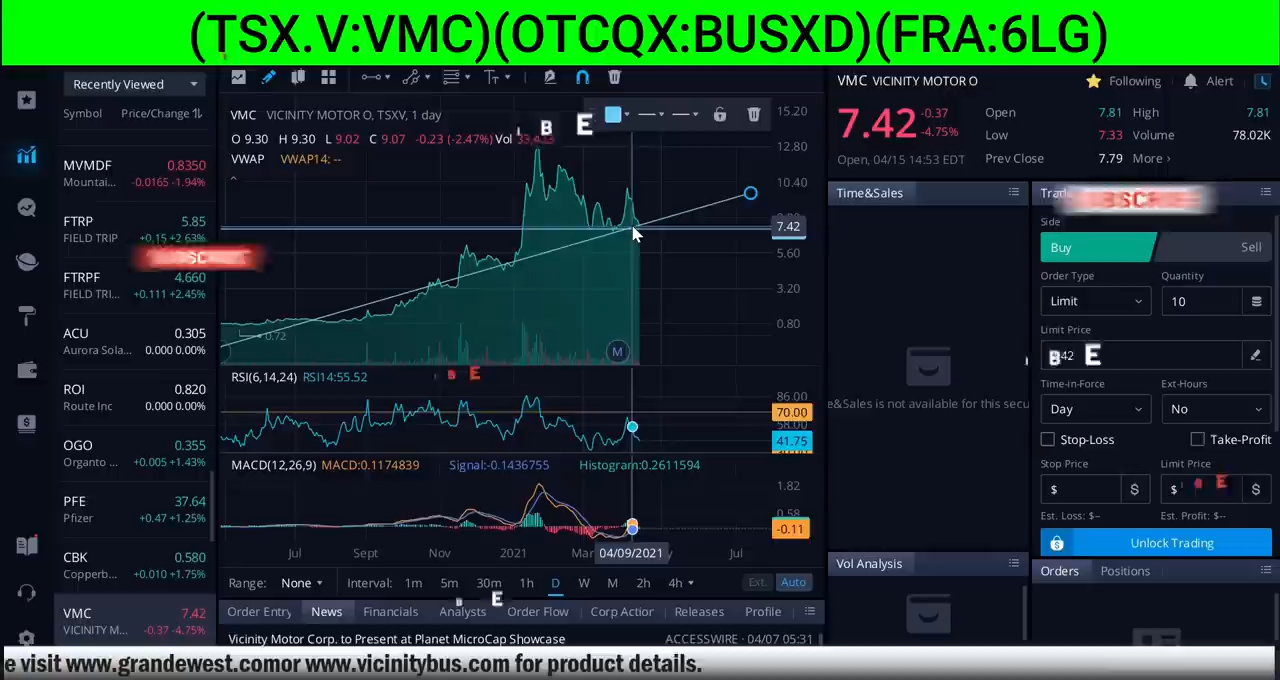 (TSX.V:VMC)(OTCQX:BUSXD)(FRA:6LG)
Recently Viewed
Symbol Price/Change
MVMDF 0.8350
Mountai... -0.0165 -1.94%
FTRP 5.85
FIELD TRIP +0.15 +2.63%
FTRPF 4.660
FIELD TRI... +0.111 +2.45%
ACU 0.305
Aurora Sola... 0.000 0.00%
ROI 0.820
Route Inc 0.000 0.00%
OGO 0.355
Organto ... +0.005 +1.43%
PFE 37.64
Pfizer +0.47 +1.25%
CBK 0.580
Copperb... +0.010 +1.75%
VMC 7.42
VICINITY M... -0.37 -4.75%
VMC VICINITY MOTOR O, TSXV, 1 day
O 9.30 H 9.30 L 9.02 C 9.07 -0.23 (-2.47%) Vol
VWAP VWAP14: --
B E
15.20
12.80
10.40
7.42
5.60
3.20
0.80
0.72
M
RSI(6,14,24) RSI14:55.52
B E
86.00
70.00
58.00
41.75
MACD(12,26,9) MACD:0.1174839 Signal:-0.1436755 Histogram:0.2611594
1.82
0.58
-0.11
Jul Sept Nov 2021 Mar 04/09/2021 Jul
Range: None Interval: 1m 5m 30m 1h D W M 2h 4h Ext. Auto
Order Entry News Financials Analysts Order Flow Corp Actior Releases Profile
B E
Vicinity Motor Corp. to Present at Planet MicroCap Showcase ACCESSWIRE 04/07 05:31
VMC VICINITY MOTOR O Following Alert
7.42 -0.37 -4.75%
Open, 04/15 14:53 EDT
Open 7.81 High 7.81
Low 7.33 Volume 78.02K
Prev Close 7.79 More
Time&Sales
e&Sales is not available for this secu
Vol Analysis
Side
Buy Sell
Order Type Quantity
Limit 10
Limit Price
B E
Time-in-Force Ext-Hours
Day No
Stop-Loss Take-Profit
Stop Price Limit Price
$ $ $ $
B E
Est. Loss: $-- Est. Profit: $--
Unlock Trading
Orders Positions
e visit www.grandewest.comor www.vicinitybus.com for product details.